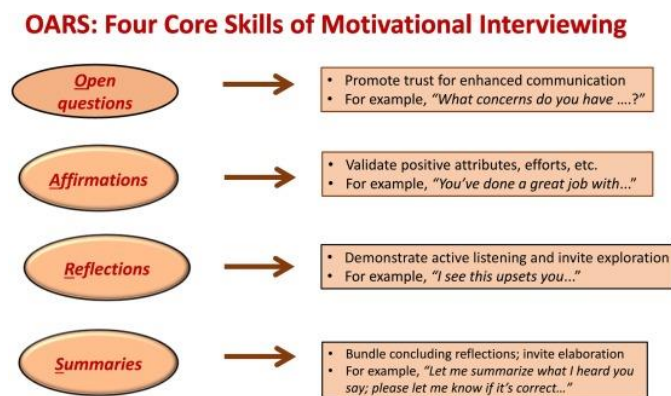 OARS: Four Core Skills of Motivational Interviewing
Open
questions
• Promote trust for enhanced communication
• For example, “What concerns do you have ....?”
Affirmations
• Validate positive attributes, efforts, etc.
• For example, “You’ve done a great job with...”
Reflections
• Demonstrate active listening and invite exploration
• For example, “I see this upsets you...”
Summaries
• Bundle concluding reflections; invite elaboration
• For example, “Let me summarize what I heard you
say; please let me know if it’s correct...”